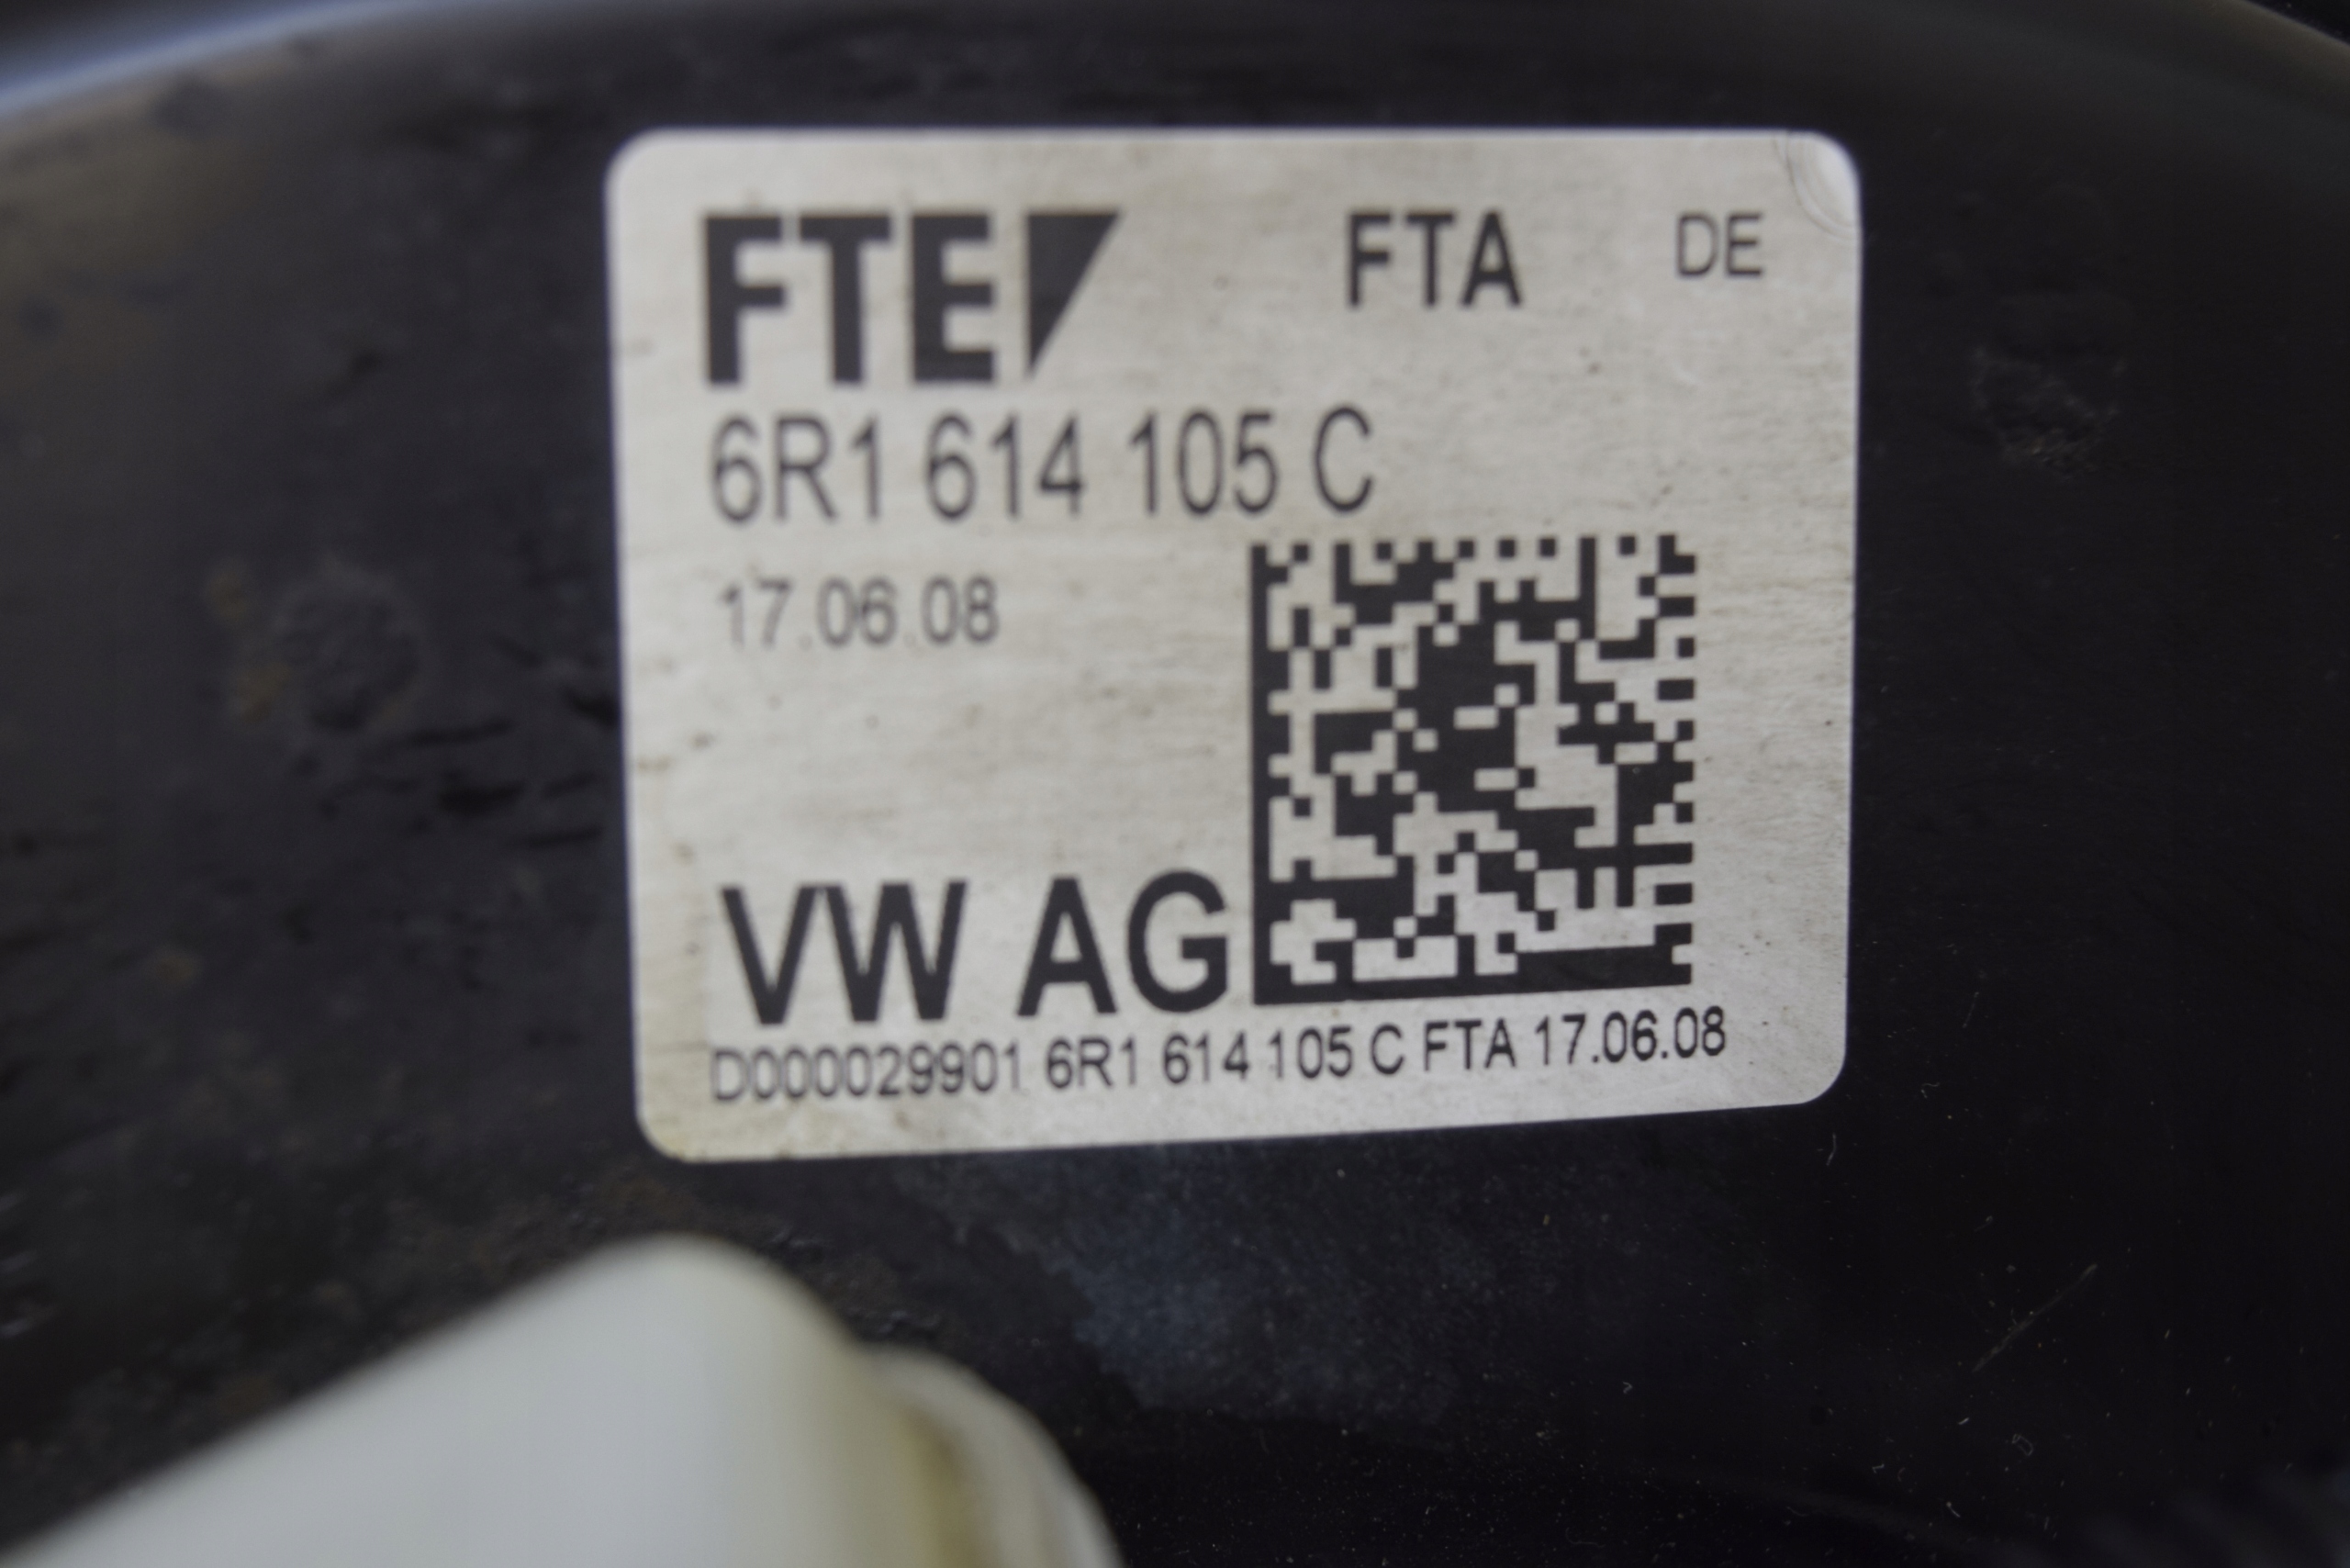 FTE FTA DE
6R1 614 105 C
17.06.08
VW AG
D000029901 6R1 614 105 C FTA 17.06.08